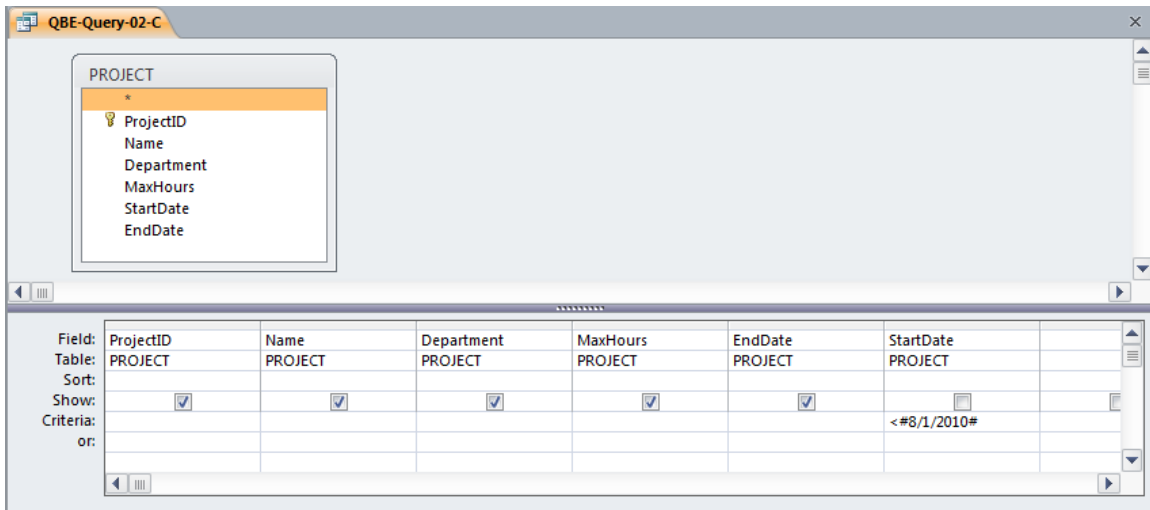 QBE-Query-02-C
PROJECT
*
ProjectID
Name
Department
MaxHours
StartDate
EndDate
Field: ProjectID Name Department MaxHours EndDate StartDate
Table: PROJECT PROJECT PROJECT PROJECT PROJECT PROJECT
Sort:
Show:
Criteria: <#8/1/2010#
or: